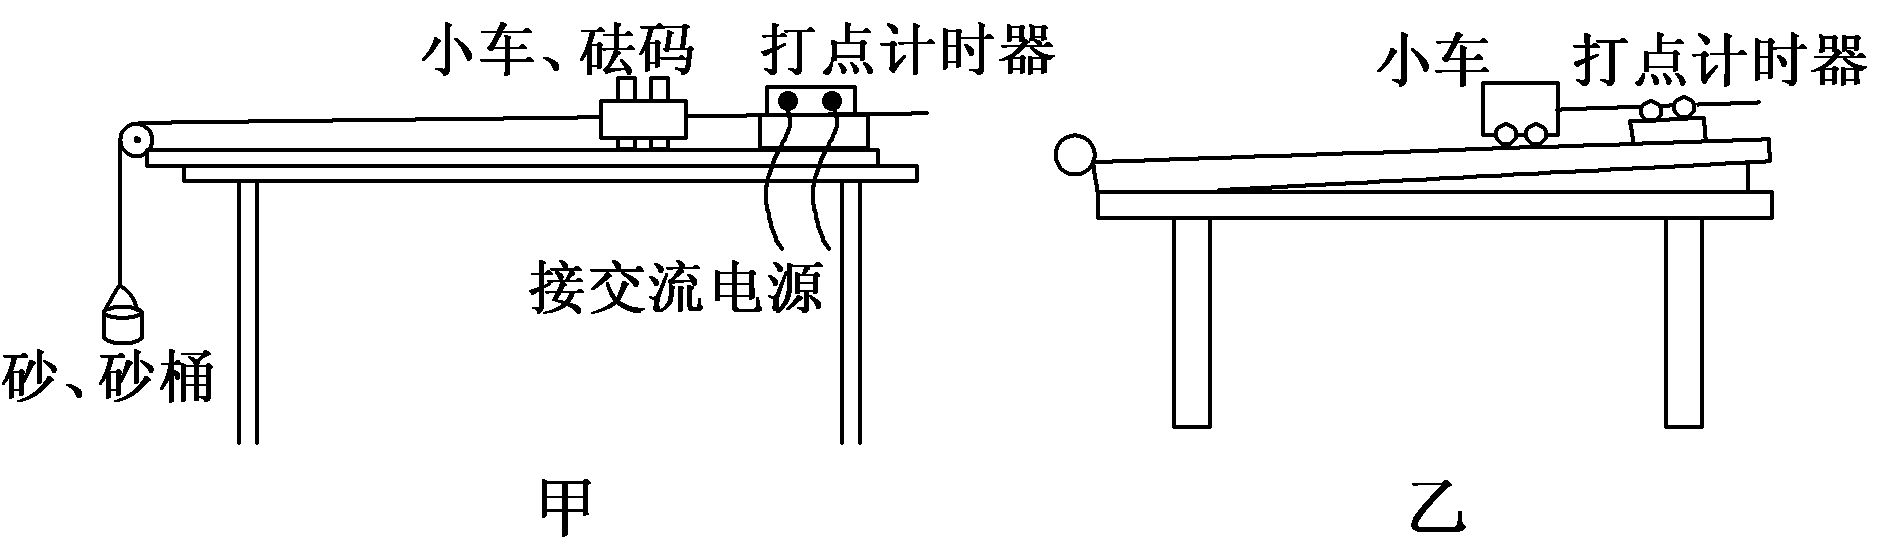 小车、砝码 打点计时器
接交流电源
砂、砂桶
甲
小车 打点计时器
乙